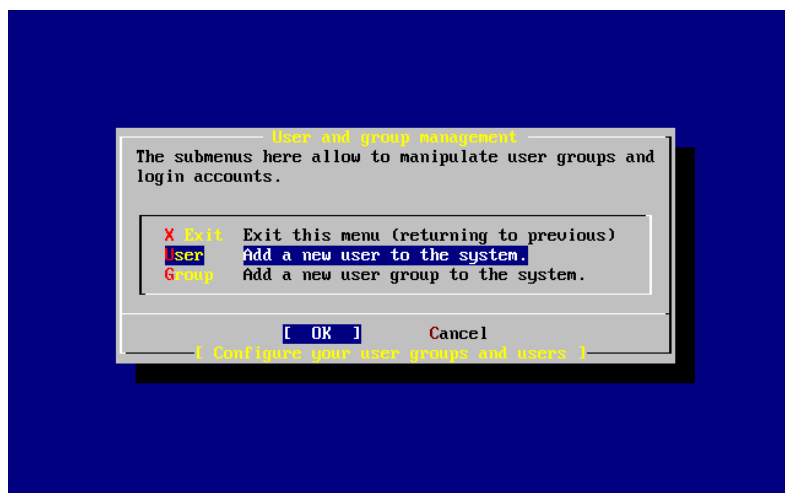 User and group management
The submenus here allow to manipulate user groups and
login accounts.
X Exit Exit this menu (returning to previous)
User Add a new user to the system.
Group Add a new user group to the system.
[ OK ] Cancel
[ Configure your user groups and users ]